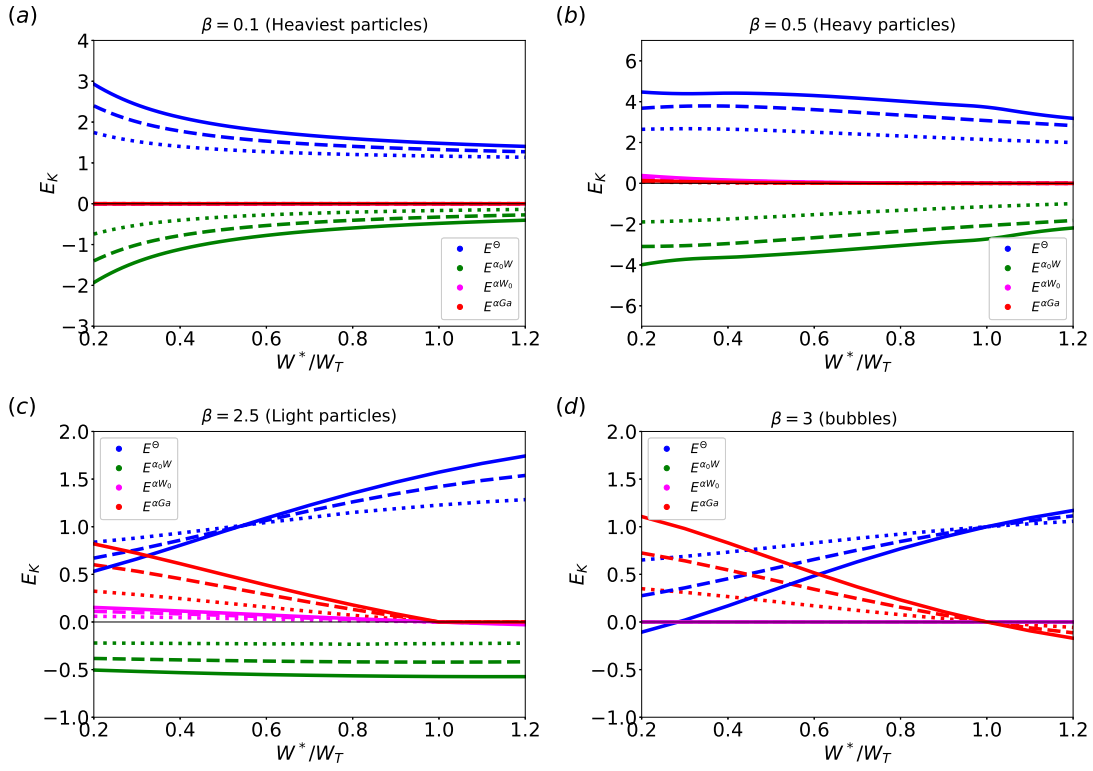 (a)
β = 0.1 (Heaviest particles)
4
3
2
1
0
−1
−2
−3
E_K
0.2 0.4 0.6 0.8 1.0 1.2
W*/W_T
E^Θ
E^{α₀W}
E^{αW₀}
E^{αGa}
(b)
β = 0.5 (Heavy particles)
6
4
2
0
−2
−4
−6
E_K
0.2 0.4 0.6 0.8 1.0 1.2
W*/W_T
E^Θ
E^{α₀W}
E^{αW₀}
E^{αGa}
(c)
β = 2.5 (Light particles)
2.0
1.5
1.0
0.5
0.0
−0.5
−1.0
E_K
0.2 0.4 0.6 0.8 1.0 1.2
W*/W_T
E^Θ
E^{α₀W}
E^{αW₀}
E^{αGa}
(d)
β = 3 (bubbles)
2.0
1.5
1.0
0.5
0.0
−0.5
−1.0
E_K
0.2 0.4 0.6 0.8 1.0 1.2
W*/W_T
E^Θ
E^{α₀W}
E^{αW₀}
E^{αGa}